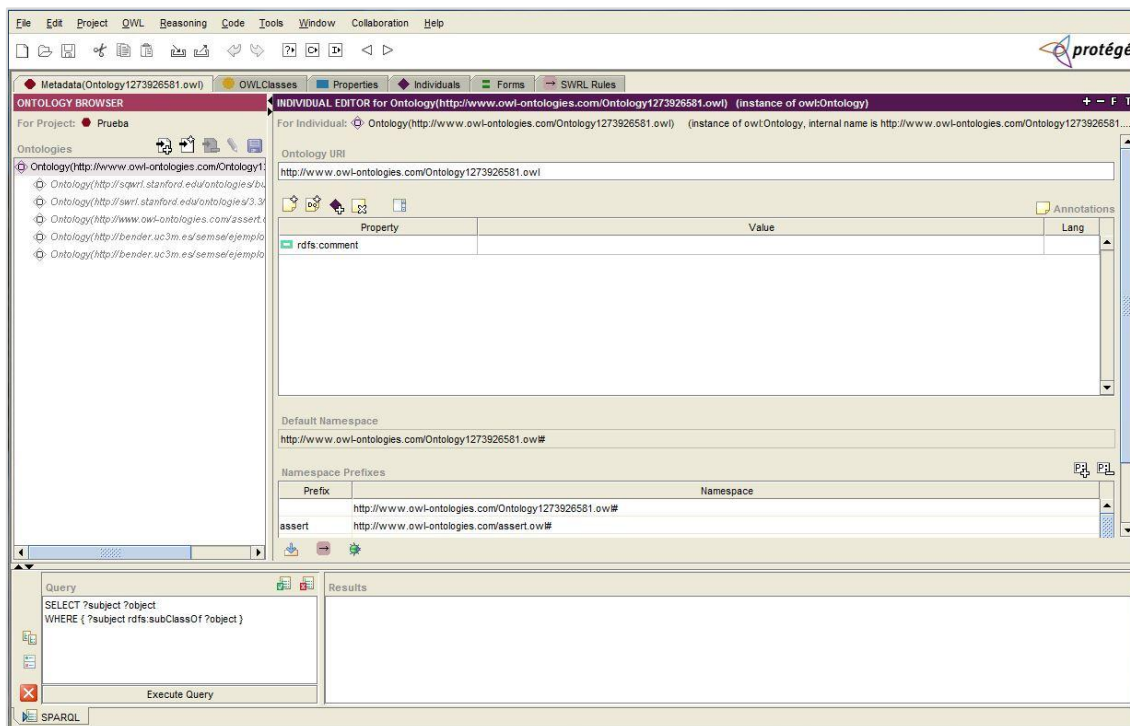 File Edit Project OWL Reasoning Code Tools Window Collaboration Help
protégé
Metadata(Ontology1273926581.owl) OWLClasses Properties Individuals Forms SWRL Rules
ONTOLOGY BROWSER
For Project: Prueba
Ontologies
Ontology(http://www.owl-ontologies.com/Ontology1
Ontology(http://sqwrl.stanford.edu/ontologies/bu
Ontology(http://swrl.stanford.edu/ontologies/3.3/
Ontology(http://www.owl-ontologies.com/assert.
Ontology(http://bender.uc3m.es/semse/ejemplo
Ontology(http://bender.uc3m.es/semse/ejemplo
INDIVIDUAL EDITOR for Ontology(http://www.owl-ontologies.com/Ontology1273926581.owl) (instance of owl:Ontology) + - F T
For Individual: Ontology(http://www.owl-ontologies.com/Ontology1273926581.owl) (instance of owl:Ontology, internal name is http://www.owl-ontologies.com/Ontology1273926581....
Ontology URI
http://www.owl-ontologies.com/Ontology1273926581.owl
Annotations
Property Value Lang
rdfs:comment
Default Namespace
http://www.owl-ontologies.com/Ontology1273926581.owl#
Namespace Prefixes
Prefix Namespace
http://www.owl-ontologies.com/Ontology1273926581.owl#
assert http://www.owl-ontologies.com/assert.owl#
Query
SELECT ?subject ?object
WHERE { ?subject rdfs:subClassOf ?object }
Execute Query
Results
SPARQL